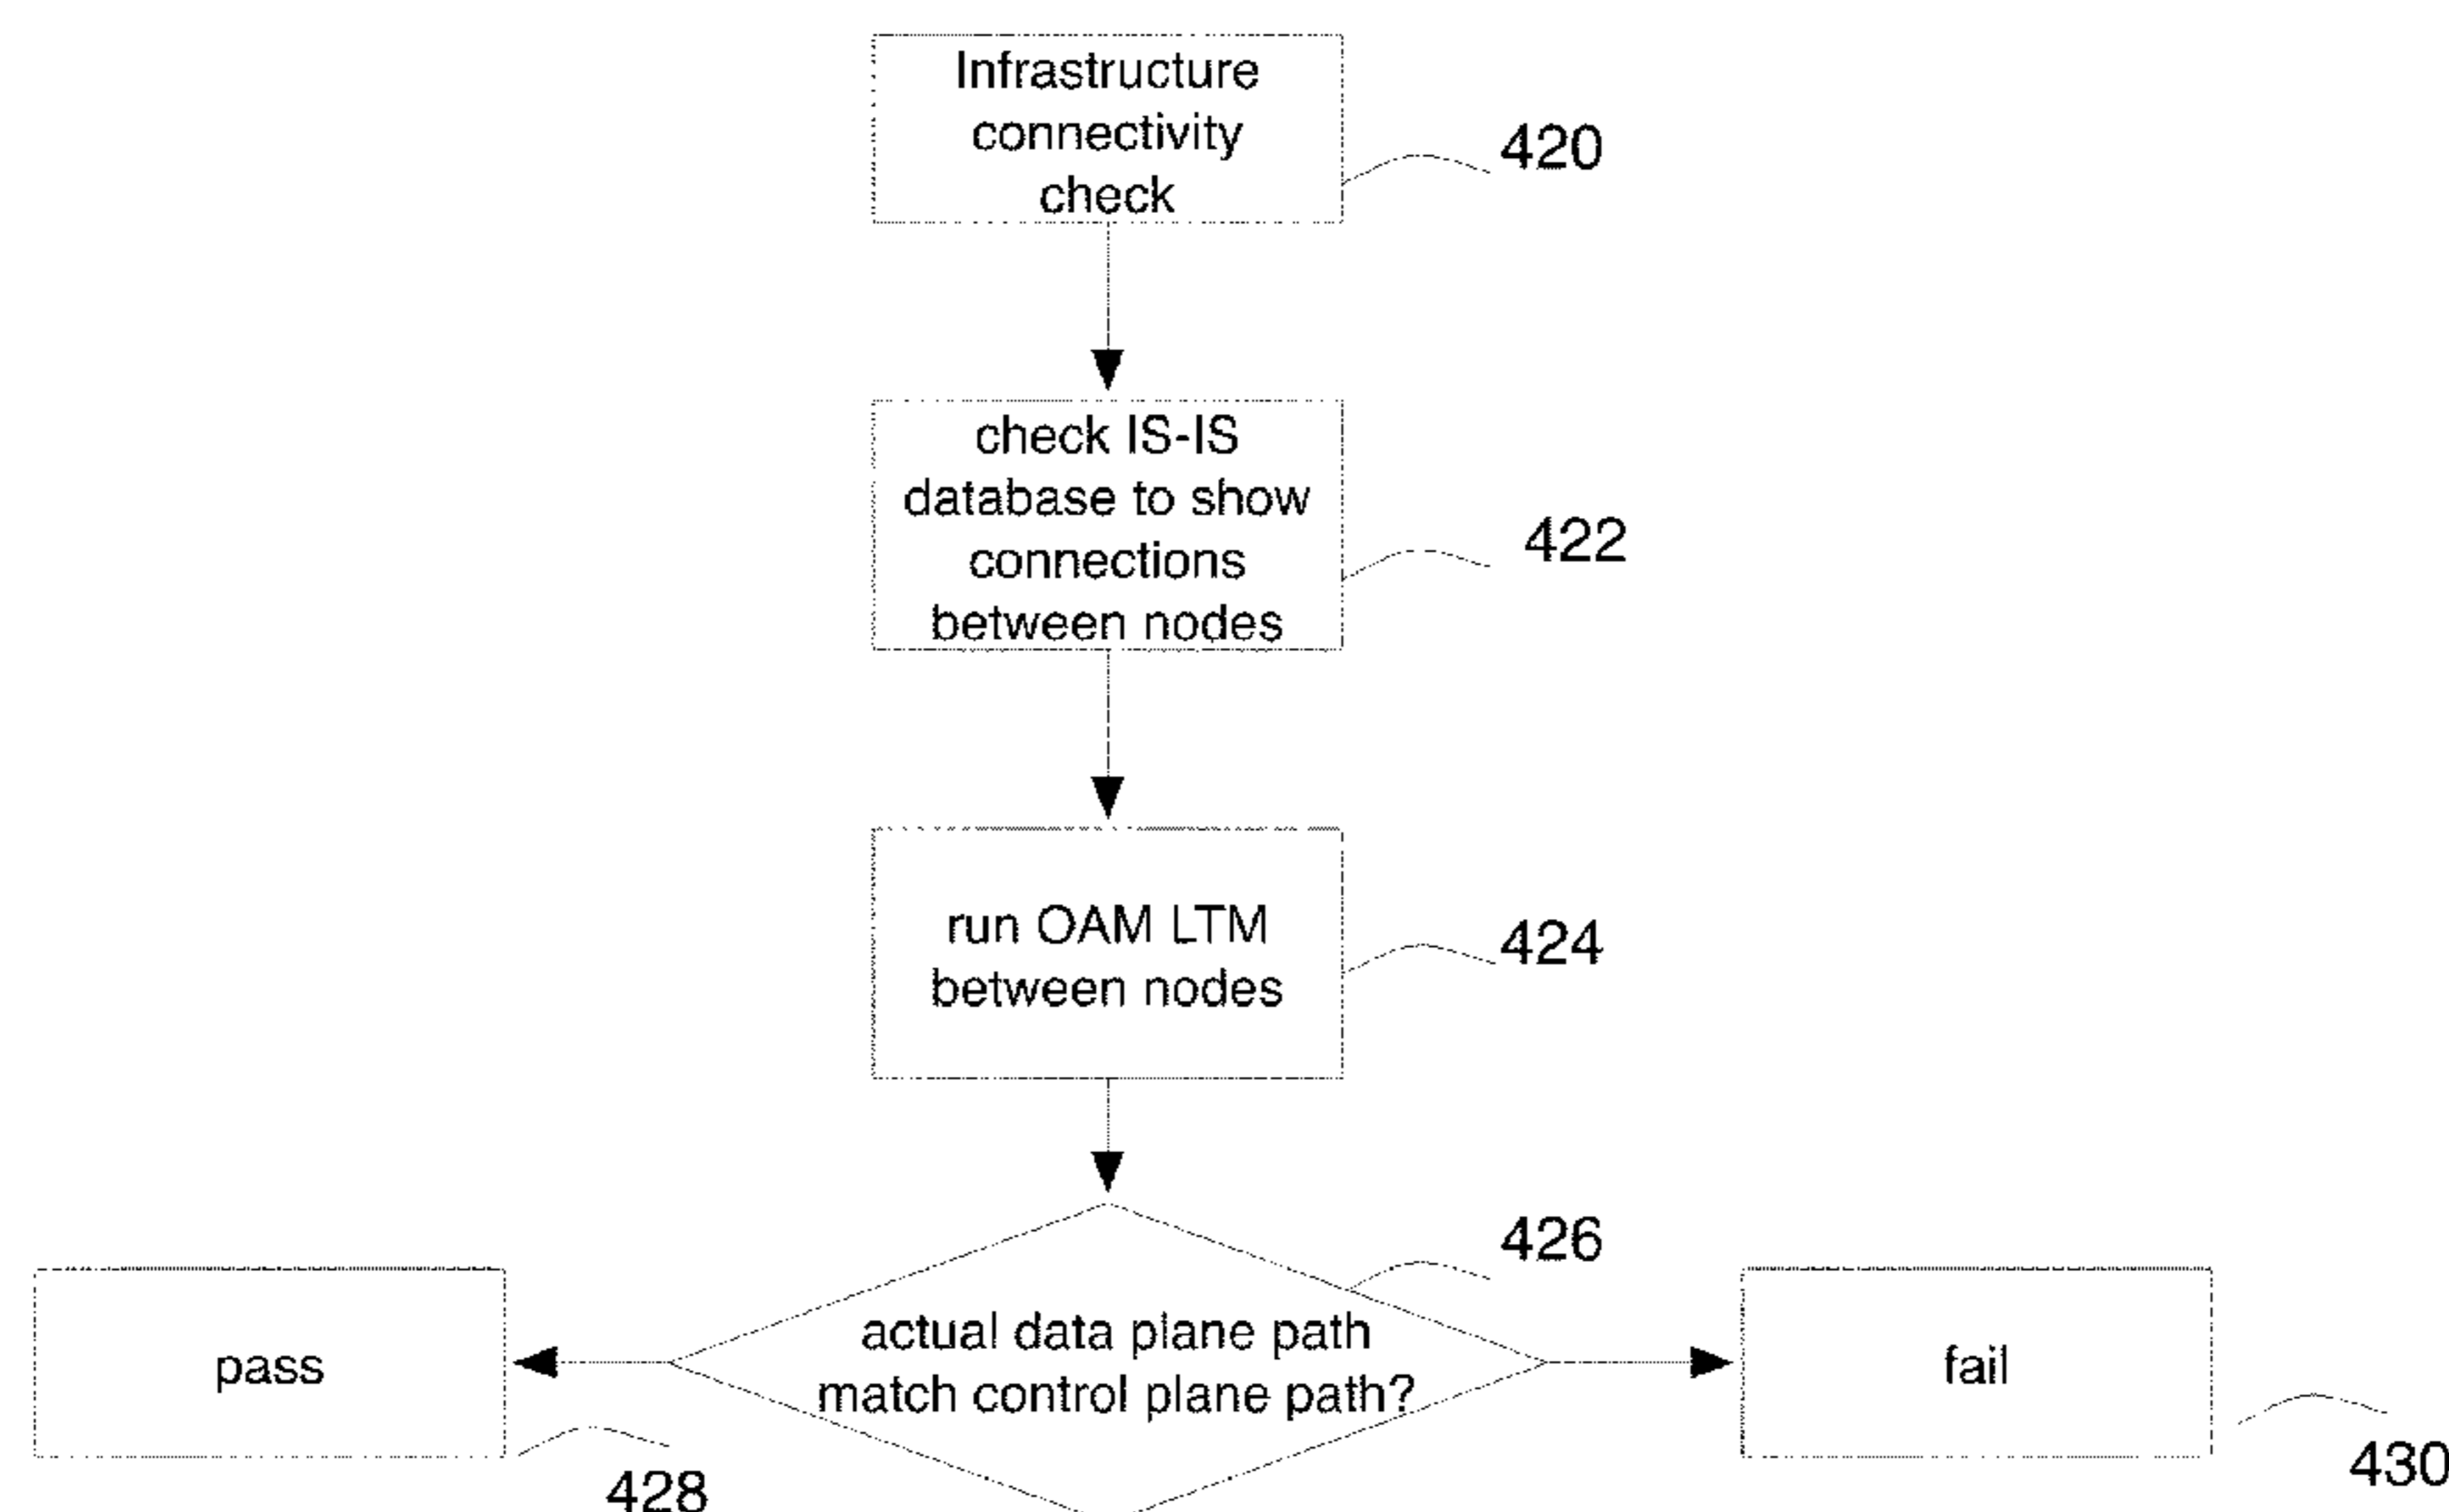 Infrastructure
connectivity
check
420
check IS-IS
database to show
connections
between nodes
422
run OAM LTM
between nodes
424
426
actual data plane path
match control plane path?
pass
428
fail
430